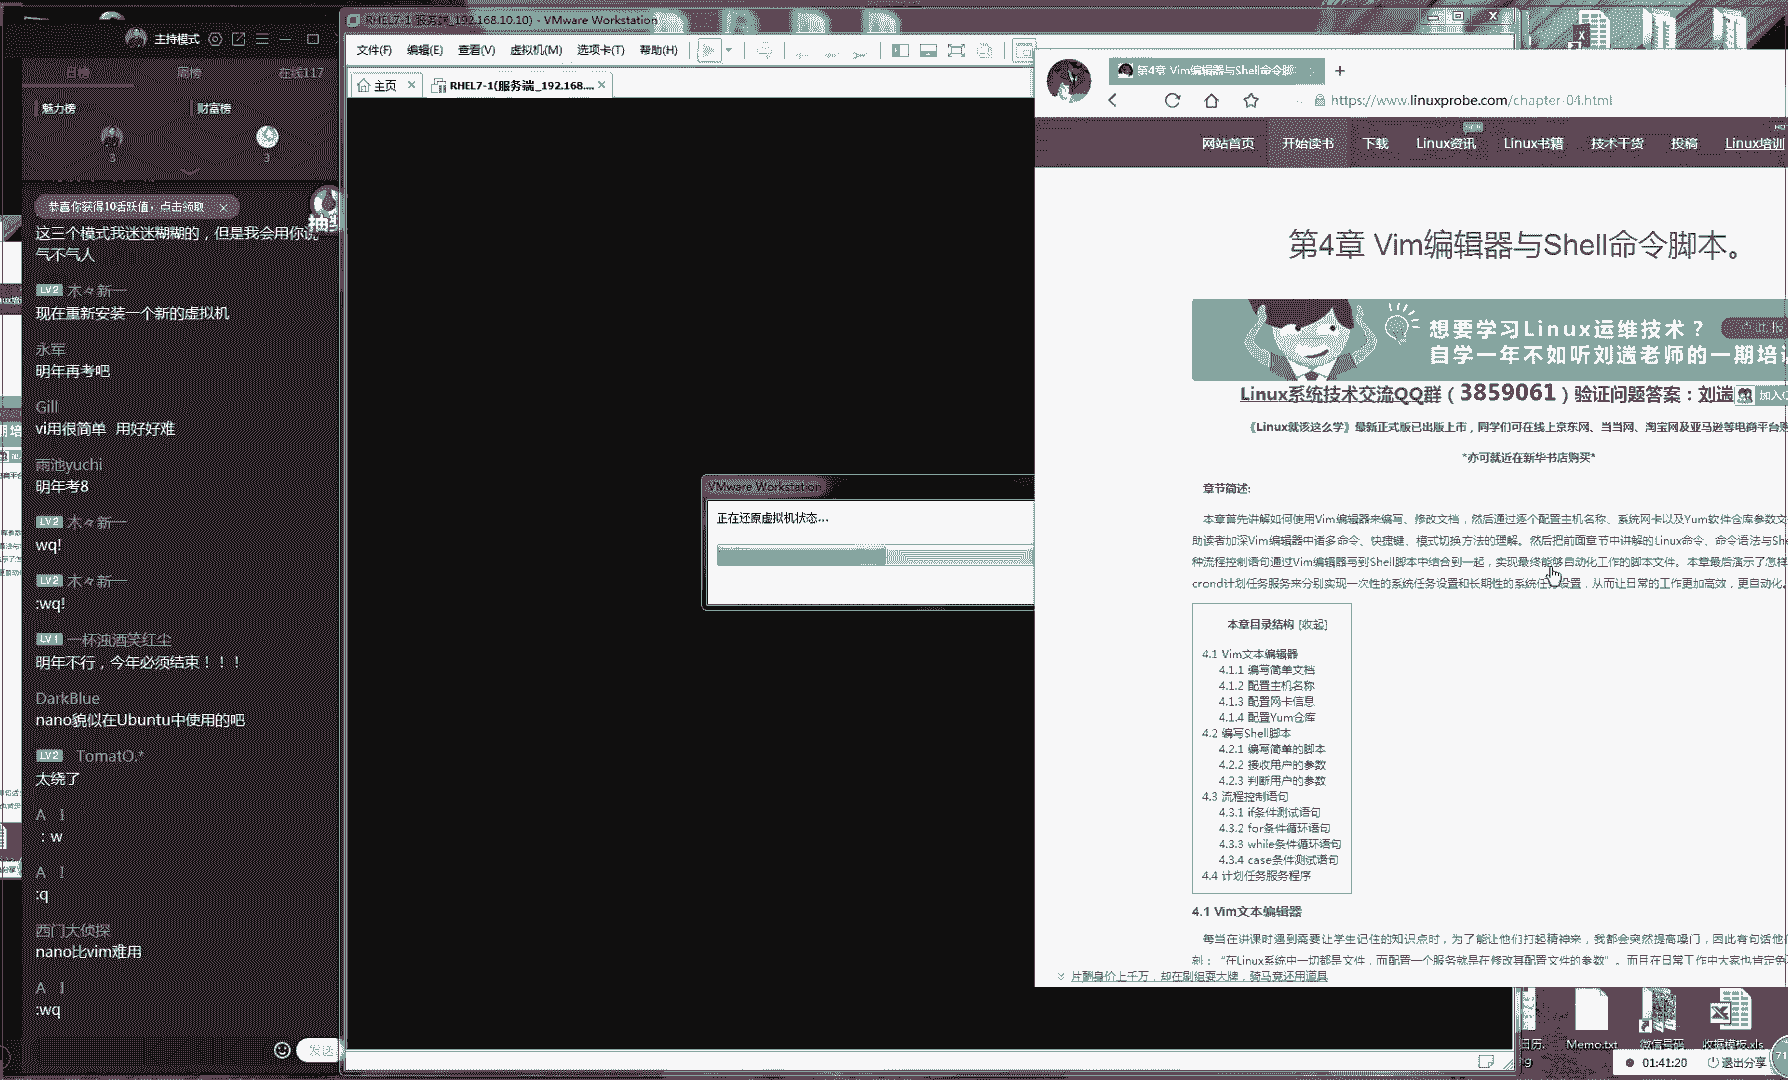 主持模式
日榜
周榜
在线117
魅力榜
财富榜
3
3
恭喜你获得10活跃值，点击领取
这三个模式我迷迷糊糊的，但是我会用你说
气不气人
LV2 木々新一
现在重新安装一个新的虚拟机
永军
明年再考吧
Gill
vi用很简单 用好好难
雨池yuchi
明年考8
LV2 木々新一
wq!
LV2 木々新一
:wq!
LV1 一杯浊酒笑红尘
明年不行，今年必须结束！！！
DarkBlue
nano貌似在Ubuntu中使用的吧
LV2 TomatO.*
太绕了
A I
：w
A I
:q
西门大侦探
nano比vim难用
A I
:wq
发送
RHEL7-1(服务端_192.168.10.10) - VMware Workstation
文件(F) 编辑(E) 查看(V) 虚拟机(M) 选项卡(T) 帮助(H)
主页
RHEL7-1(服务端_192.168....
VMware Workstation
正在还原虚拟机状态...
第4章 Vim编辑器与Shell命令脚
https://www.linuxprobe.com/chapter-04.html
网站首页 开始读书 下载 Linux资讯 Linux书籍 技术干货 投稿 Linux培训
第4章 Vim编辑器与Shell命令脚本。
想要学习Linux运维技术？
自学一年不如听刘遄老师的一期培训
Linux系统技术交流QQ群（3859061）验证问题答案：刘遄
加入Q
《Linux就该这么学》最新正式版已出版上市，同学们可在线上京东网、当当网、淘宝网及亚马逊等电商平台购
*亦可就近在新华书店购买*
章节简述:
本章首先讲解如何使用Vim编辑器来编写、修改文档，然后通过逐个配置主机名称、系统网卡以及Yum软件仓库参数文
助读者加深Vim编辑器中诸多命令、快捷键、模式切换方法的理解。然后把前面章节中讲解的Linux命令、命令语法与She
种流程控制语句通过Vim编辑器写到Shell脚本中结合到一起，实现最终能够自动化工作的脚本文件。本章最后演示了怎样
crond计划任务服务来分别实现一次性的系统任务设置和长期性的系统任务设置，从而让日常的工作更加高效，更自动化。
本章目录结构 [收起]
4.1 Vim文本编辑器
4.1.1 编写简单文档
4.1.2 配置主机名称
4.1.3 配置网卡信息
4.1.4 配置Yum仓库
4.2 编写Shell脚本
4.2.1 编写简单的脚本
4.2.2 接收用户的参数
4.2.3 判断用户的参数
4.3 流程控制语句
4.3.1 if条件测试语句
4.3.2 for条件循环语句
4.3.3 while条件循环语句
4.3.4 case条件测试语句
4.4 计划任务服务程序
4.1 Vim文本编辑器
每当在讲课时遇到需要让学生记住的知识点时，为了能让他们打起精神来，我都会突然提高嗓门，因此有句话他们
刻：“在Linux系统中一切都是文件，而配置一个服务就是在修改其配置文件的参数”。而且在日常工作中大家也肯定免
片酬身价上千万，却在剧组耍大牌，骑马竟还用道具
Memo.txt
微信号码
收据模板.xls
01:41:20
退出分享
71